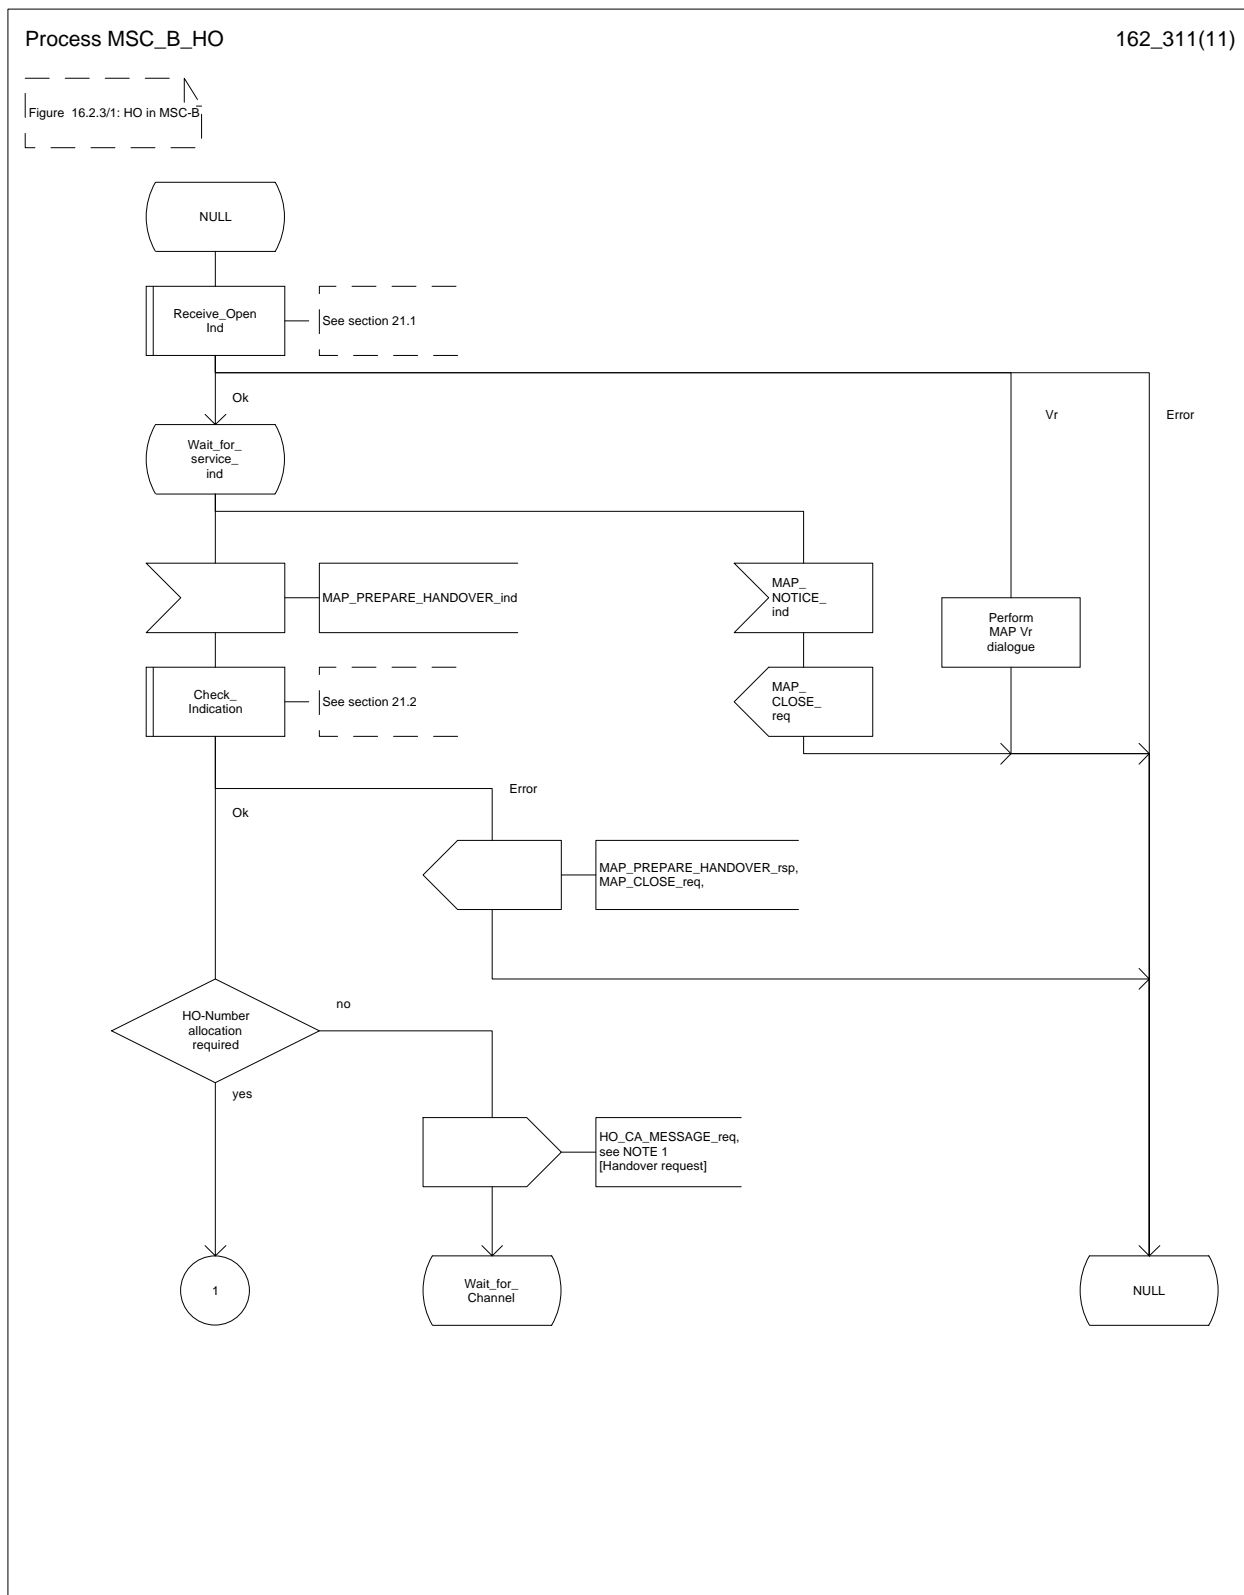 Process MSC_B_HO
162_311(11)
Figure 16.2.3/1: HO in MSC-B
NULL
Receive_Open
Ind
See section 21.1
Ok
Vr
Error
Wait_for_
service_
ind
MAP_PREPARE_HANDOVER_ind
MAP_
NOTICE_
ind
Perform
MAP Vr
dialogue
Check_
Indication
See section 21.2
MAP_
CLOSE_
req
Error
Ok
MAP_PREPARE_HANDOVER_rsp,
MAP_CLOSE_req,
HO-Number
allocation
required
no
yes
HO_CA_MESSAGE_req,
see NOTE 1
[Handover request]
1
Wait_for_
Channel
NULL